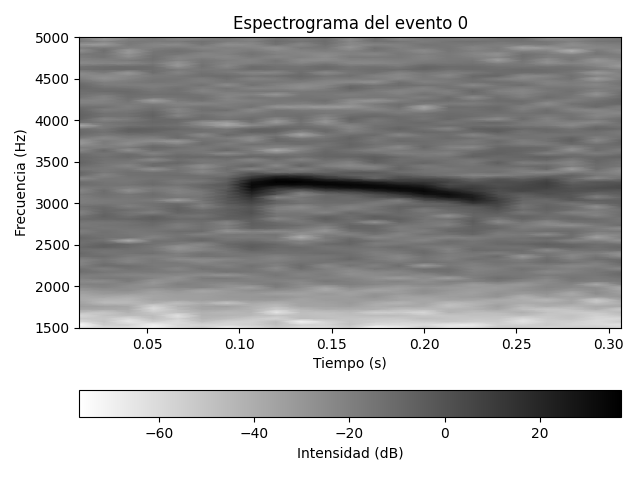 Espectrograma del evento 0
5000
4500
4000
3500
3000
2500
2000
1500
Frecuencia (Hz)
0.05 0.10 0.15 0.20 0.25 0.30
Tiempo (s)
−60 −40 −20 0 20
Intensidad (dB)